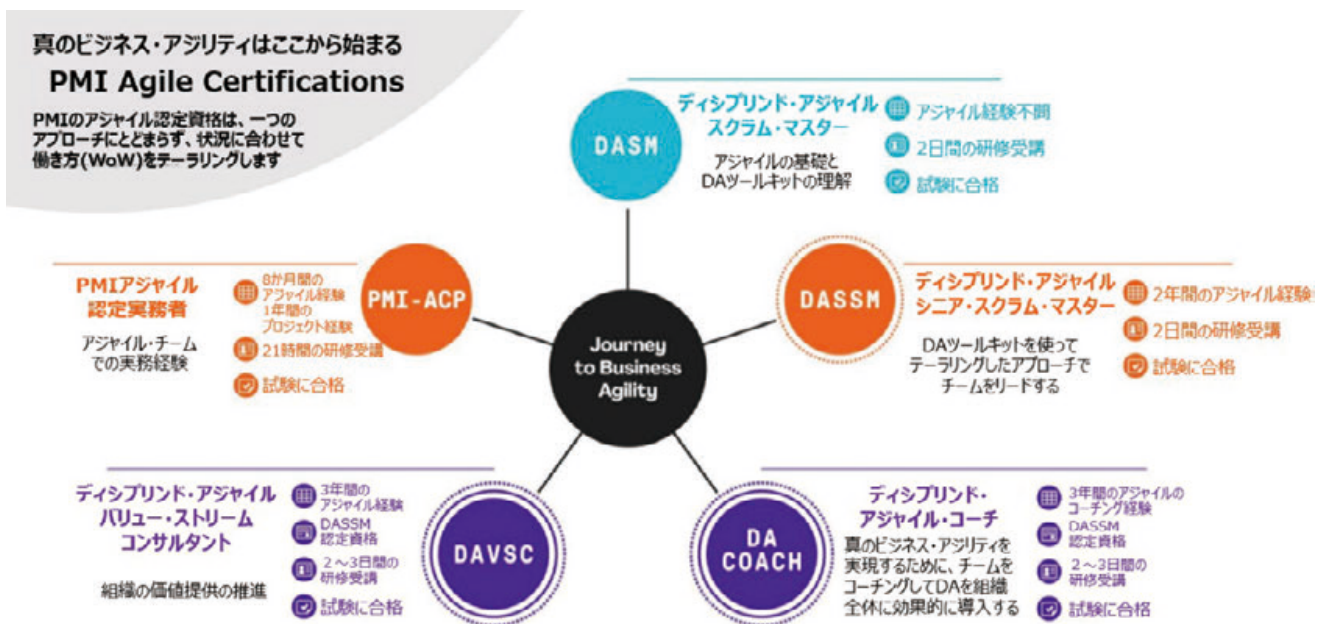 真のビジネス・アジリティはここから始まる
PMI Agile Certifications
PMIのアジャイル認定資格は、一つの
アプローチにとどまらず、状況に合わせて
働き方(WoW)をテーラリングします
DASM
ディシプリンド・アジャイル
スクラム・マスター
アジャイルの基礎と
DAツールキットの理解
アジャイル経験不問
2日間の研修受講
試験に合格
PMIアジャイル
認定実務者
アジャイル・チーム
での実務経験
8か月間の
アジャイル経験
1年間の
プロジェクト経験
21時間の研修受講
試験に合格
PMI-ACP
Journey
to Business
Agility
DASSM
ディシプリンド・アジャイル
シニア・スクラム・マスター
DAツールキットを使って
テーラリングしたアプローチで
チームをリードする
2年間のアジャイル経験
2日間の研修受講
試験に合格
ディシプリンド・アジャイル
バリュー・ストリーム
コンサルタント
組織の価値提供の推進
3年間の
アジャイル経験
DASSM
認定資格
2～3日間の
研修受講
試験に合格
DAVSC
DA
COACH
ディシプリンド・
アジャイル・コーチ
真のビジネス・アジリティを
実現するために、チームを
コーチングしてDAを組織
全体に効果的に導入する
3年間のアジャイルの
コーチング経験
DASSM
認定資格
2～3日間の
研修受講
試験に合格